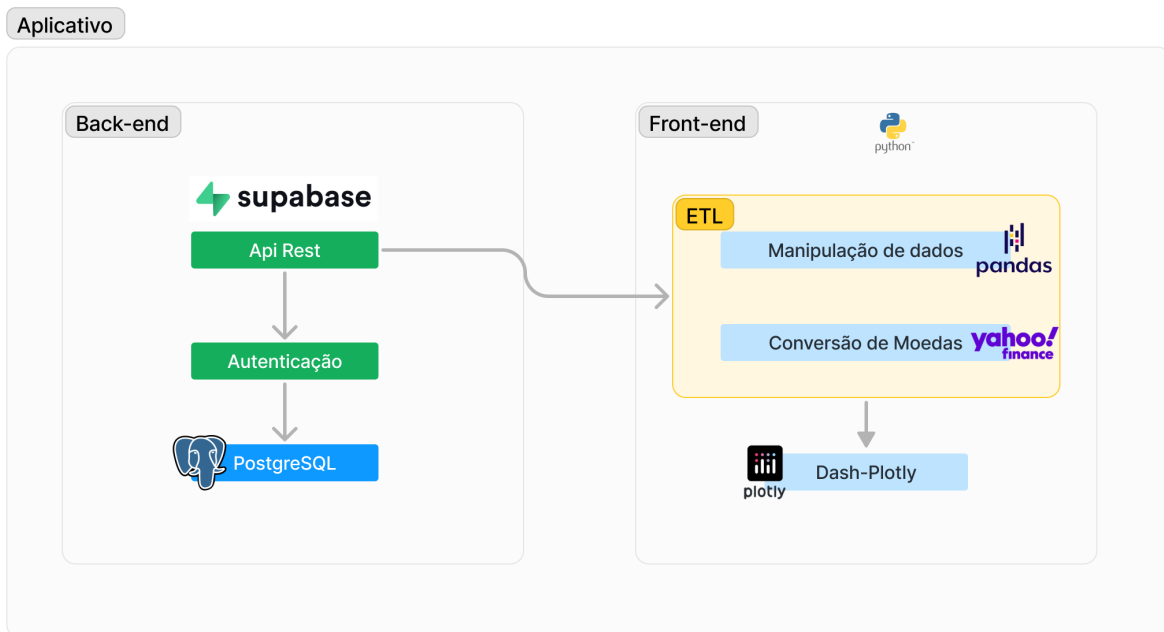 Aplicativo
Back-end
supabase
Api Rest
Autenticação
PostgreSQL
Front-end
python
ETL
Manipulação de dados
pandas
Conversão de Moedas
yahoo!
finance
Dash-Plotly
plotly